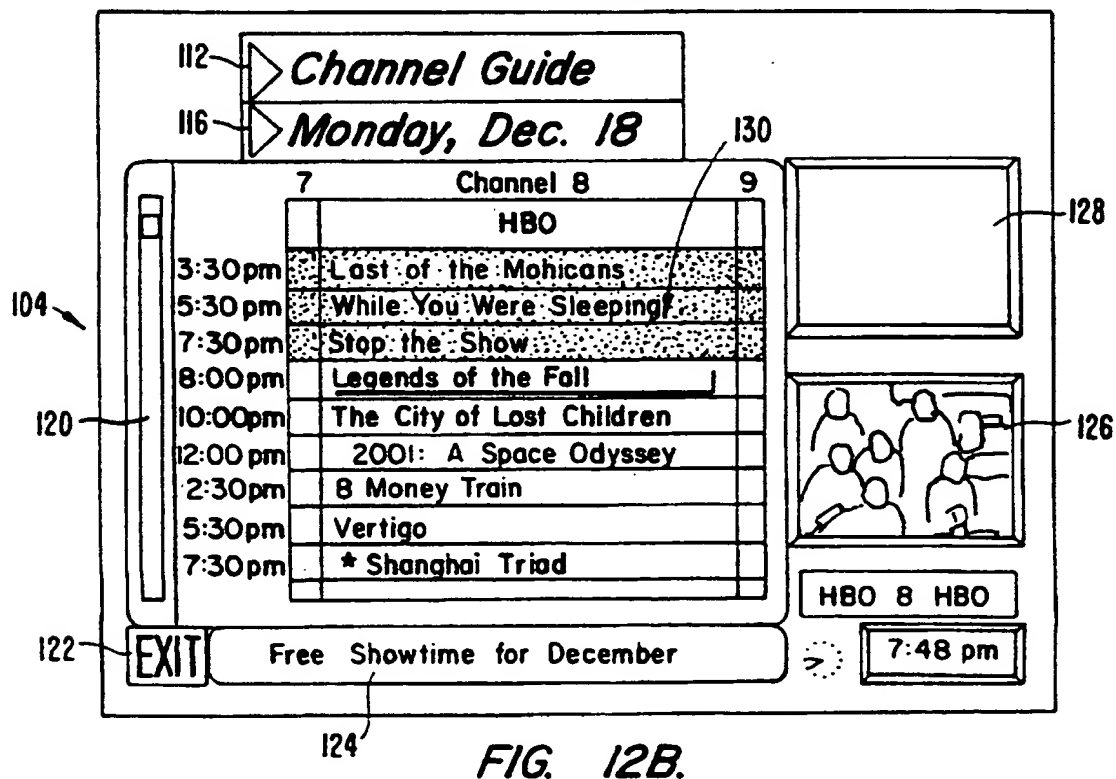 112 Channel Guide
116 Monday, Dec. 18
130
7 Channel 8 9
HBO
128
3:30pm Last of the Mohicans
104
5:30pm While You Were Sleeping
7:30pm Stop the Show
8:00pm Legends of the Fall
120
10:00pm The City of Lost Children
126
12:00 pm 2001: A Space Odyssey
2:30pm 8 Money Train
5:30pm Vertigo
7:30pm * Shanghai Triad
HBO 8 HBO
122 EXIT Free Showtime for December 7:48 pm
124
FIG. 12B.